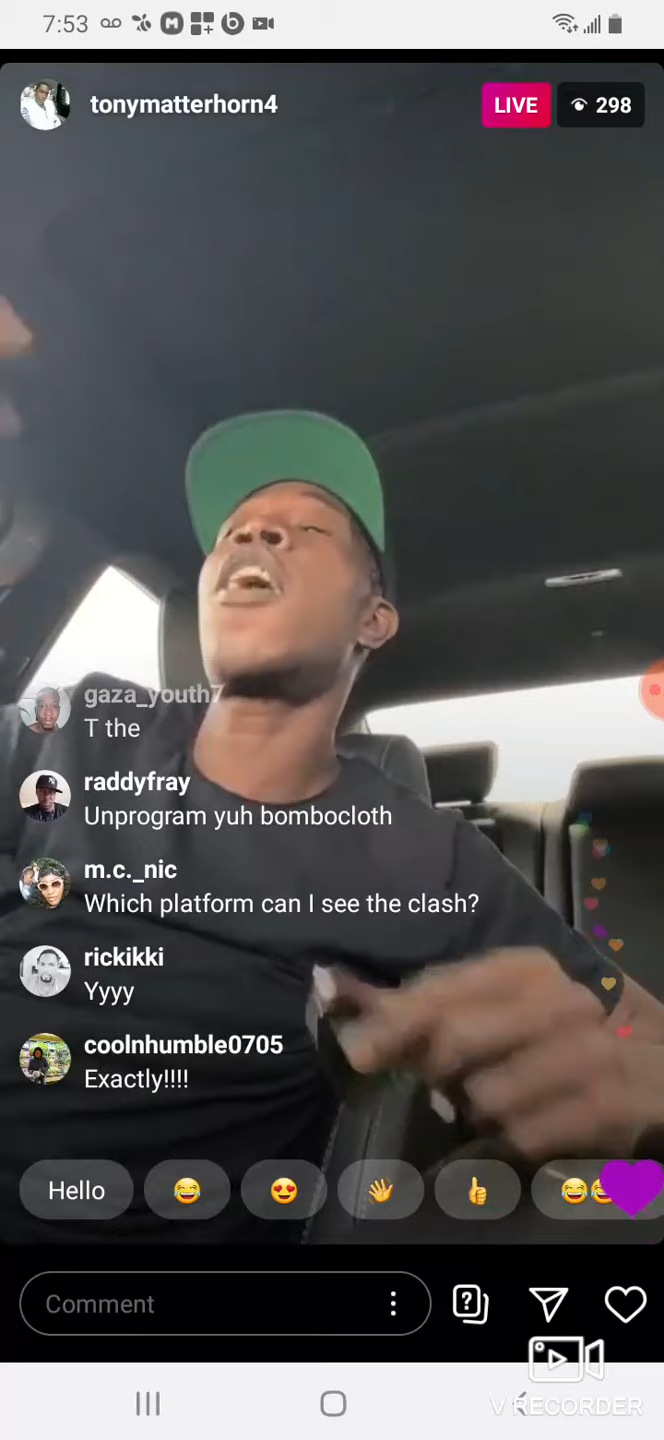 7:53
tonymatterhorn4
LIVE
298
gaza_youth7
T the
raddyfray
Unprogram yuh bombocloth
m.c._nic
Which platform can I see the clash?
rickikki
Yyyy
coolnhumble0705
Exactly!!!!
Hello
Comment
V RECORDER